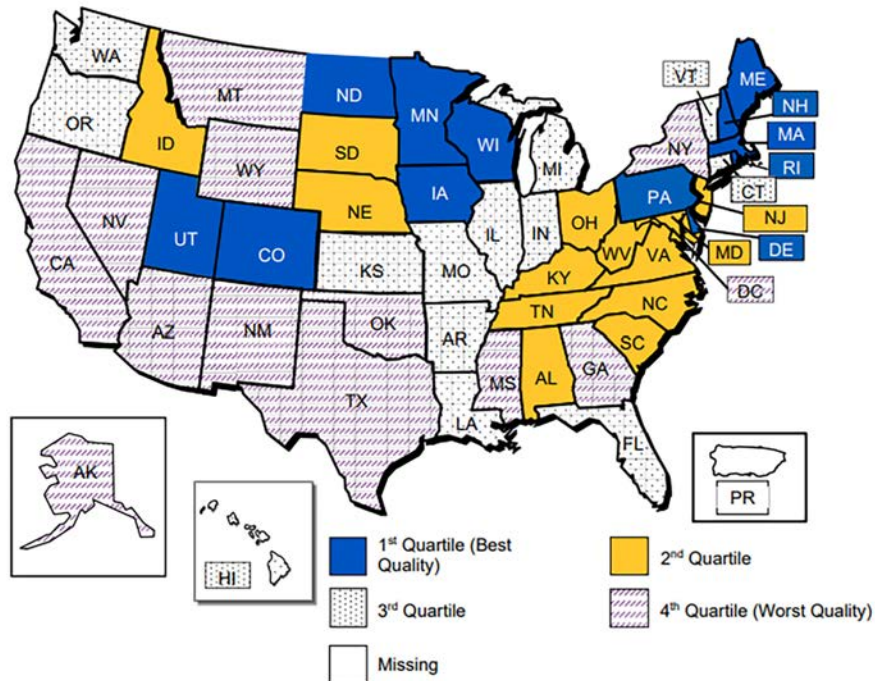 WA
MT
ND
MN
VT
ME
OR
ID
WY
SD
WI
MI
NY
NH
MA
RI
CT
NV
UT
CO
NE
IA
IL
IN
OH
PA
NJ
CA
KS
MO
KY
WV
VA
MD
DE
DC
AZ
NM
OK
AR
TN
NC
SC
TX
LA
MS
AL
GA
FL
AK
HI
PR
1st Quartile (Best
Quality)
2nd Quartile
3rd Quartile
4th Quartile (Worst Quality)
Missing